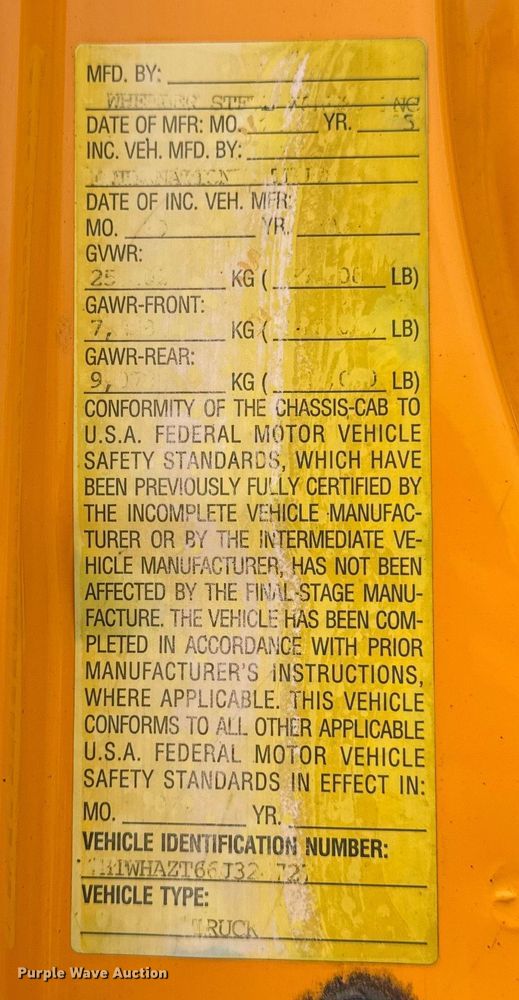 MFD. BY:
NC
DATE OF MFR: MO. YR. 5
INC. VEH. MFD. BY:
DATE OF INC. VEH. MFR:
MO. YR.
GVWR:
KG ( LB)
GAWR-FRONT:
7, KG ( LB)
GAWR-REAR:
9, KG ( LB)
CONFORMITY OF THE CHASSIS-CAB TO
U.S.A. FEDERAL MOTOR VEHICLE
SAFETY STANDARDS, WHICH HAVE
BEEN PREVIOUSLY FULLY CERTIFIED BY
THE INCOMPLETE VEHICLE MANUFAC-
TURER OR BY THE INTERMEDIATE VE-
HICLE MANUFACTURER, HAS NOT BEEN
AFFECTED BY THE FINAL-STAGE MANU-
FACTURE. THE VEHICLE HAS BEEN COM-
PLETED IN ACCORDANCE WITH PRIOR
MANUFACTURER'S INSTRUCTIONS,
WHERE APPLICABLE. THIS VEHICLE
CONFORMS TO ALL OTHER APPLICABLE
U.S.A. FEDERAL MOTOR VEHICLE
SAFETY STANDARDS IN EFFECT IN:
MO. YR.
VEHICLE IDENTIFICATION NUMBER:
VEHICLE TYPE:
TRUCK
Purple Wave Auction